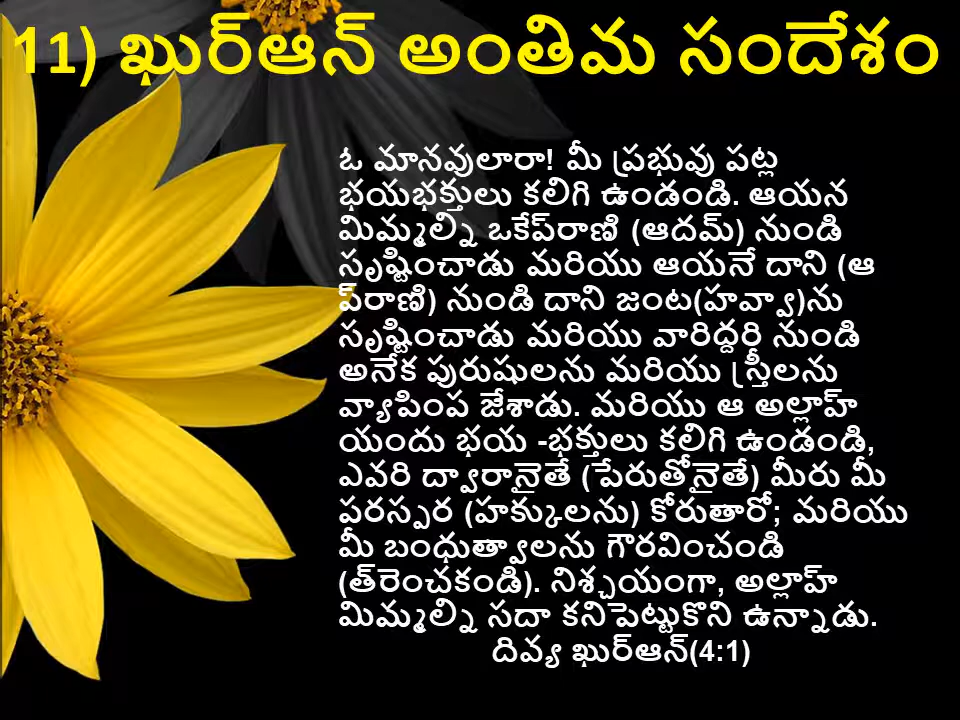 11) ఖుర్ఆన్ అంతిమ సందేశం
ఓ మానవులారా! మీ ప్రభువు పట్ల
భయభక్తులు కలిగి ఉండండి. ఆయన
మిమ్మల్ని ఒకేప్‌రాణి (ఆదమ్) నుండి
సృష్టించాడు మరియు ఆయనే దాని (ఆ
ప్‌రాణి) నుండి దాని జంట(హవ్వా)ను
సృష్టించాడు మరియు వారిద్దరి నుండి
అనేక పురుషులను మరియు స్త్రీలను
వ్యాపింప జేశాడు. మరియు ఆ అల్లాహ్
యందు భయ -భక్తులు కలిగి ఉండండి,
ఎవరి ద్వారానైతే (పేరుతోనైతే) మీరు మీ
పరస్పర (హక్కులను) కోరుతారో; మరియు
మీ బంధుత్వాలను గౌరవించండి
(త్‌రెంచకండి). నిశ్చయంగా, అల్లాహ్
మిమ్మల్ని సదా కనిపెట్టుకొని ఉన్నాడు.
దివ్య ఖుర్ఆన్(4:1)